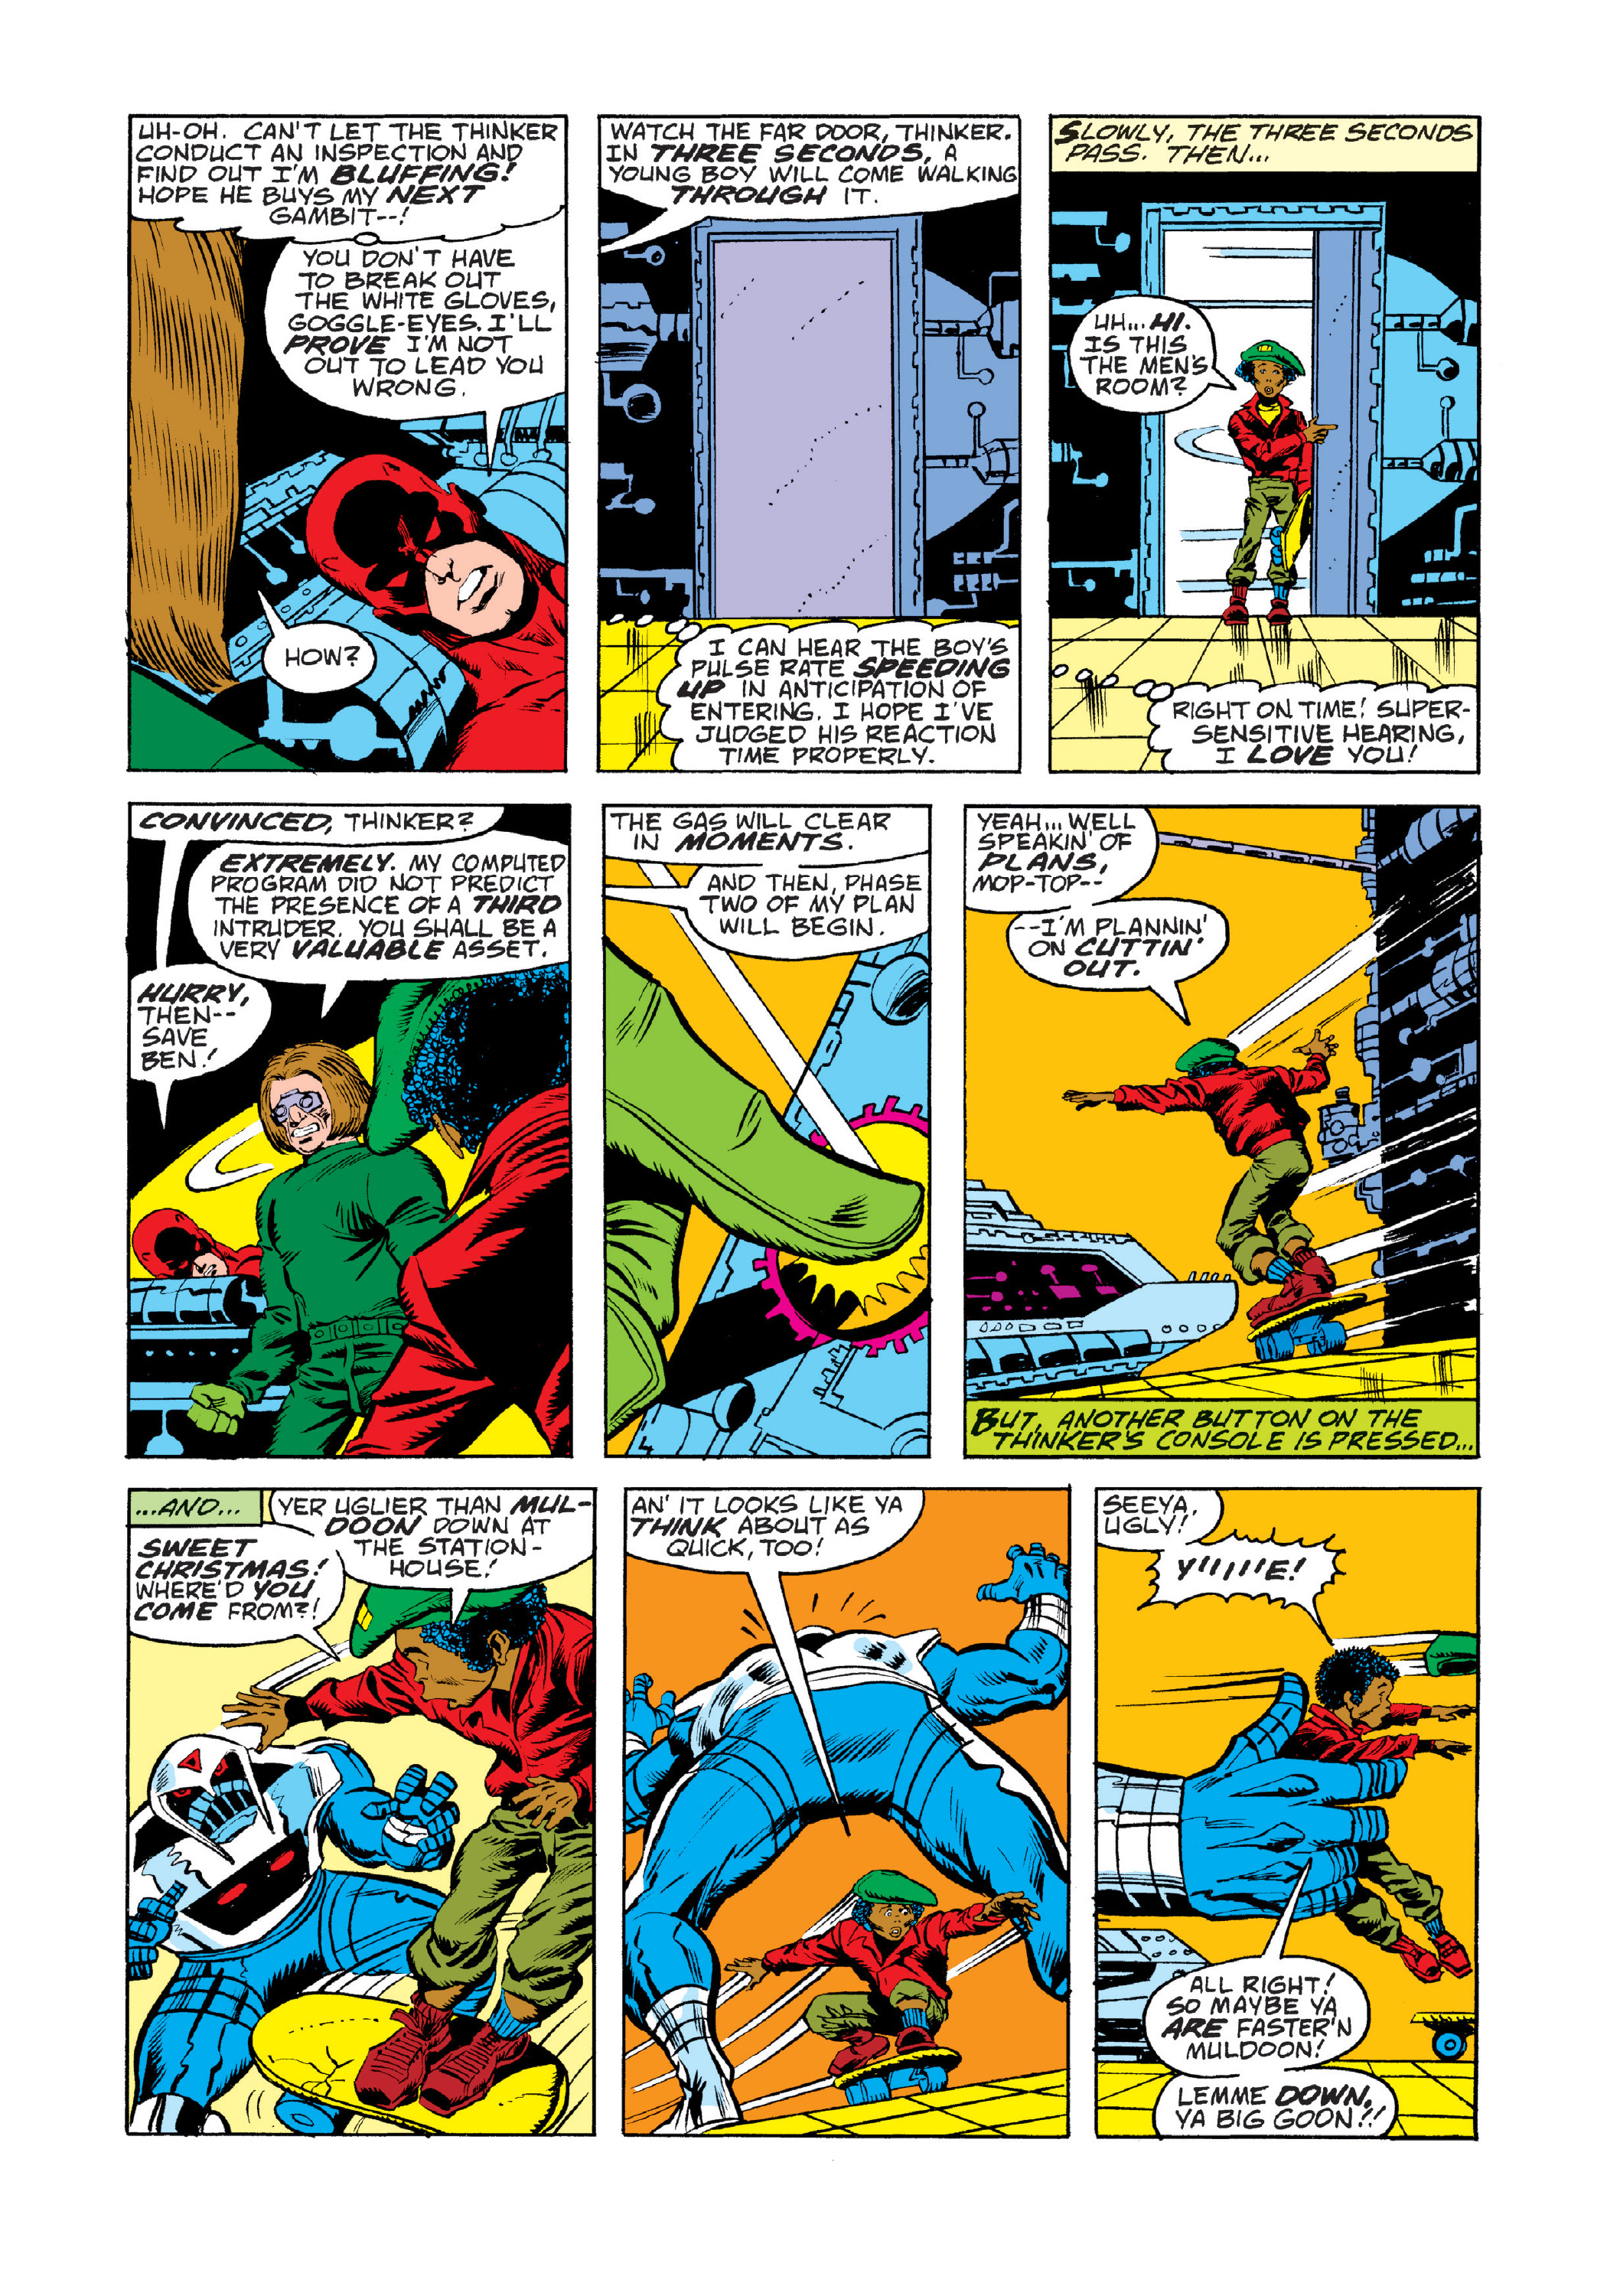 UH-OH. CAN'T LET THE THINKER
CONDUCT AN INSPECTION AND
FIND OUT I'M BLUFFING!
HOPE HE BUYS MY NEXT
GAMBIT--!
YOU DON'T HAVE
TO BREAK OUT
THE WHITE GLOVES,
GOGGLE-EYES. I'LL
PROVE I'M NOT
OUT TO LEAD YOU
WRONG.
HOW?
WATCH THE FAR DOOR, THINKER.
IN THREE SECONDS, A
YOUNG BOY WILL COME WALKING
THROUGH IT.
I CAN HEAR THE BOY'S
PULSE RATE SPEEDING
UP IN ANTICIPATION OF
ENTERING. I HOPE I'VE
JUDGED HIS REACTION
TIME PROPERLY.
SLOWLY, THE THREE SECONDS
PASS. THEN...
UH... HI.
IS THIS
THE MEN'S
ROOM?
RIGHT ON TIME! SUPER-
SENSITIVE HEARING,
I LOVE YOU!
CONVINCED, THINKER?
EXTREMELY. MY COMPUTED
PROGRAM DID NOT PREDICT
THE PRESENCE OF A THIRD
INTRUDER. YOU SHALL BE A
VERY VALUABLE ASSET.
HURRY,
THEN--
SAVE
BEN!
THE GAS WILL CLEAR
IN MOMENTS.
AND THEN, PHASE
TWO OF MY PLAN
WILL BEGIN.
YEAH... WELL
SPEAKIN' OF
PLANS,
MOP-TOP--
--I'M PLANNIN'
ON CUTTIN'
OUT.
BUT, ANOTHER BUTTON ON THE
THINKER'S CONSOLE IS PRESSED...
...AND...
SWEET
CHRISTMAS!
WHERE'D YOU
COME FROM?!
YER UGLIER THAN MUL-
DOON DOWN AT
THE STATION-
HOUSE!
AN' IT LOOKS LIKE YA
THINK ABOUT AS
QUICK, TOO!
SEEYA,
UGLY!
Y'IIIIIE!
ALL RIGHT!
SO MAYBE YA
ARE FASTER'N
MULDOON!
LEMME DOWN,
YA BIG GOON!!